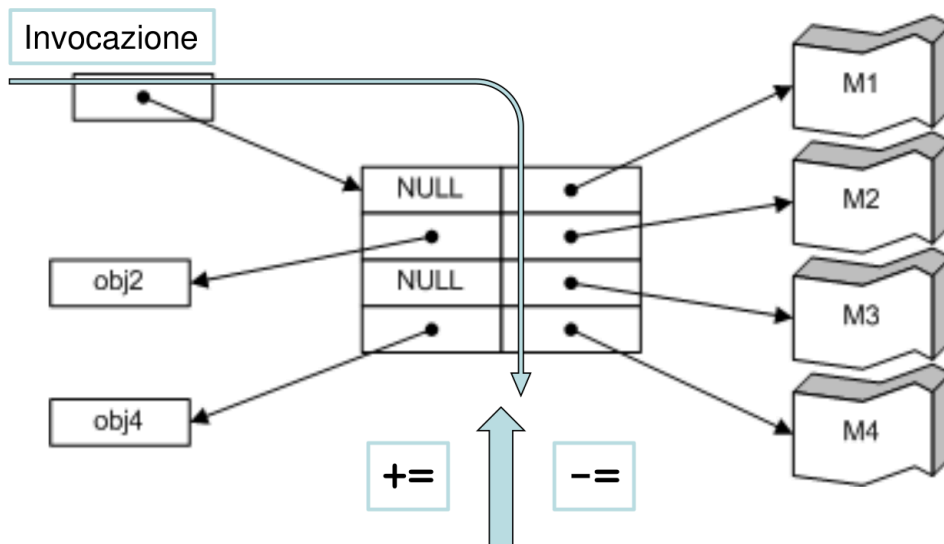 Invocazione
M1
NULL
M2
obj2
NULL
M3
obj4
M4
+=
-=